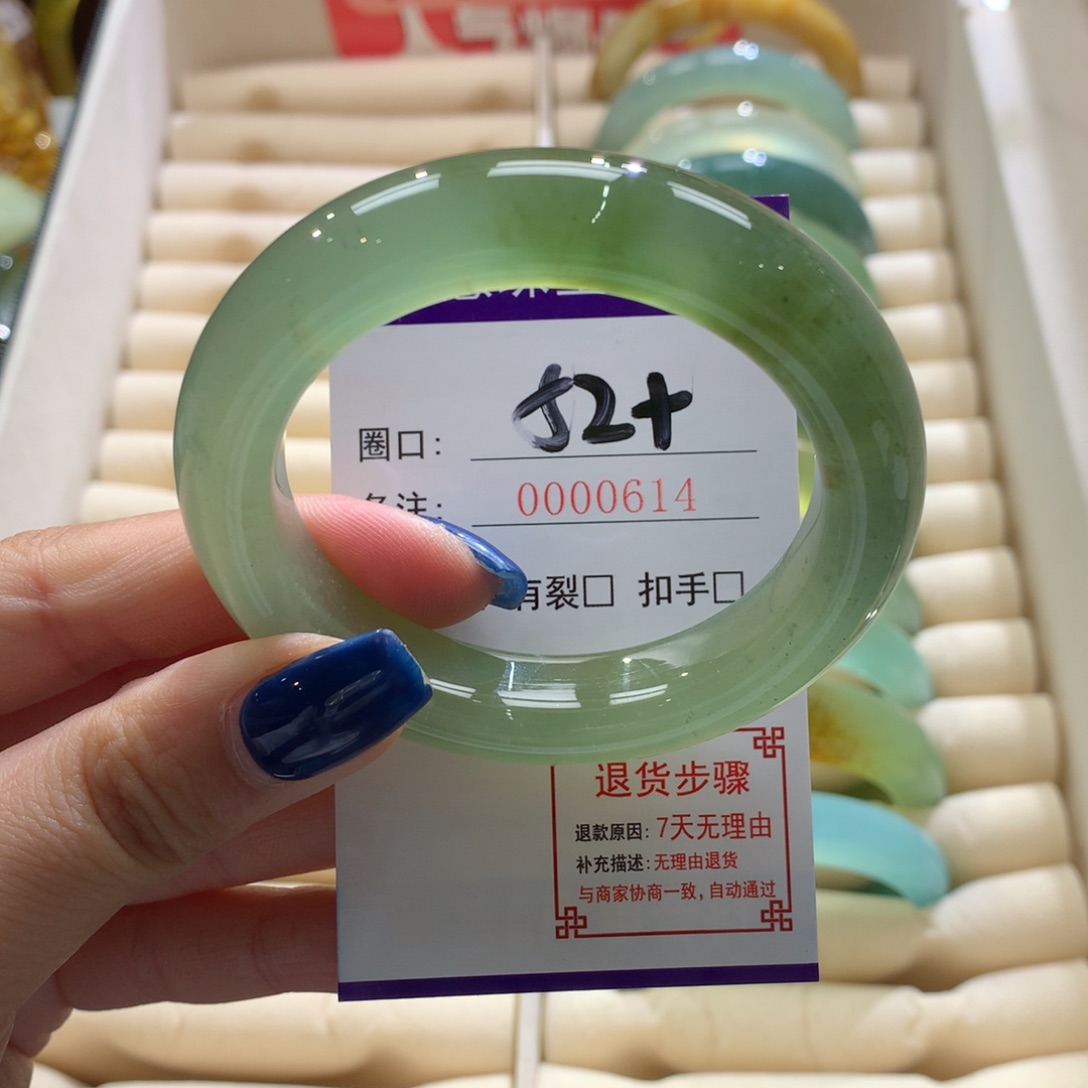 圈口: 52+
备注: 0000614
有裂□ 扣手□
退货步骤
退款原因: 7天无理由
补充描述: 无理由退货
与商家协商一致, 自动通过